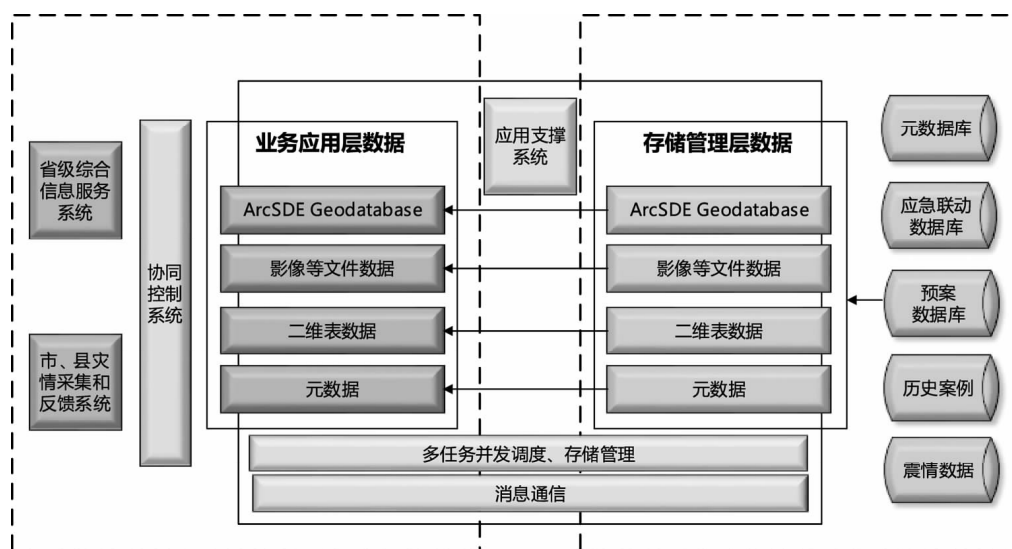 省级综合
信息服务
系统
市、县灾
情采集和
反馈系统
协同
控制
系统
业务应用层数据
ArcSDE Geodatabase
影像等文件数据
二维表数据
元数据
应用支撑
系统
存储管理层数据
ArcSDE Geodatabase
影像等文件数据
二维表数据
元数据
多任务并发调度、存储管理
消息通信
元数据库
应急联动
数据库
预案
数据库
历史案例
震情数据